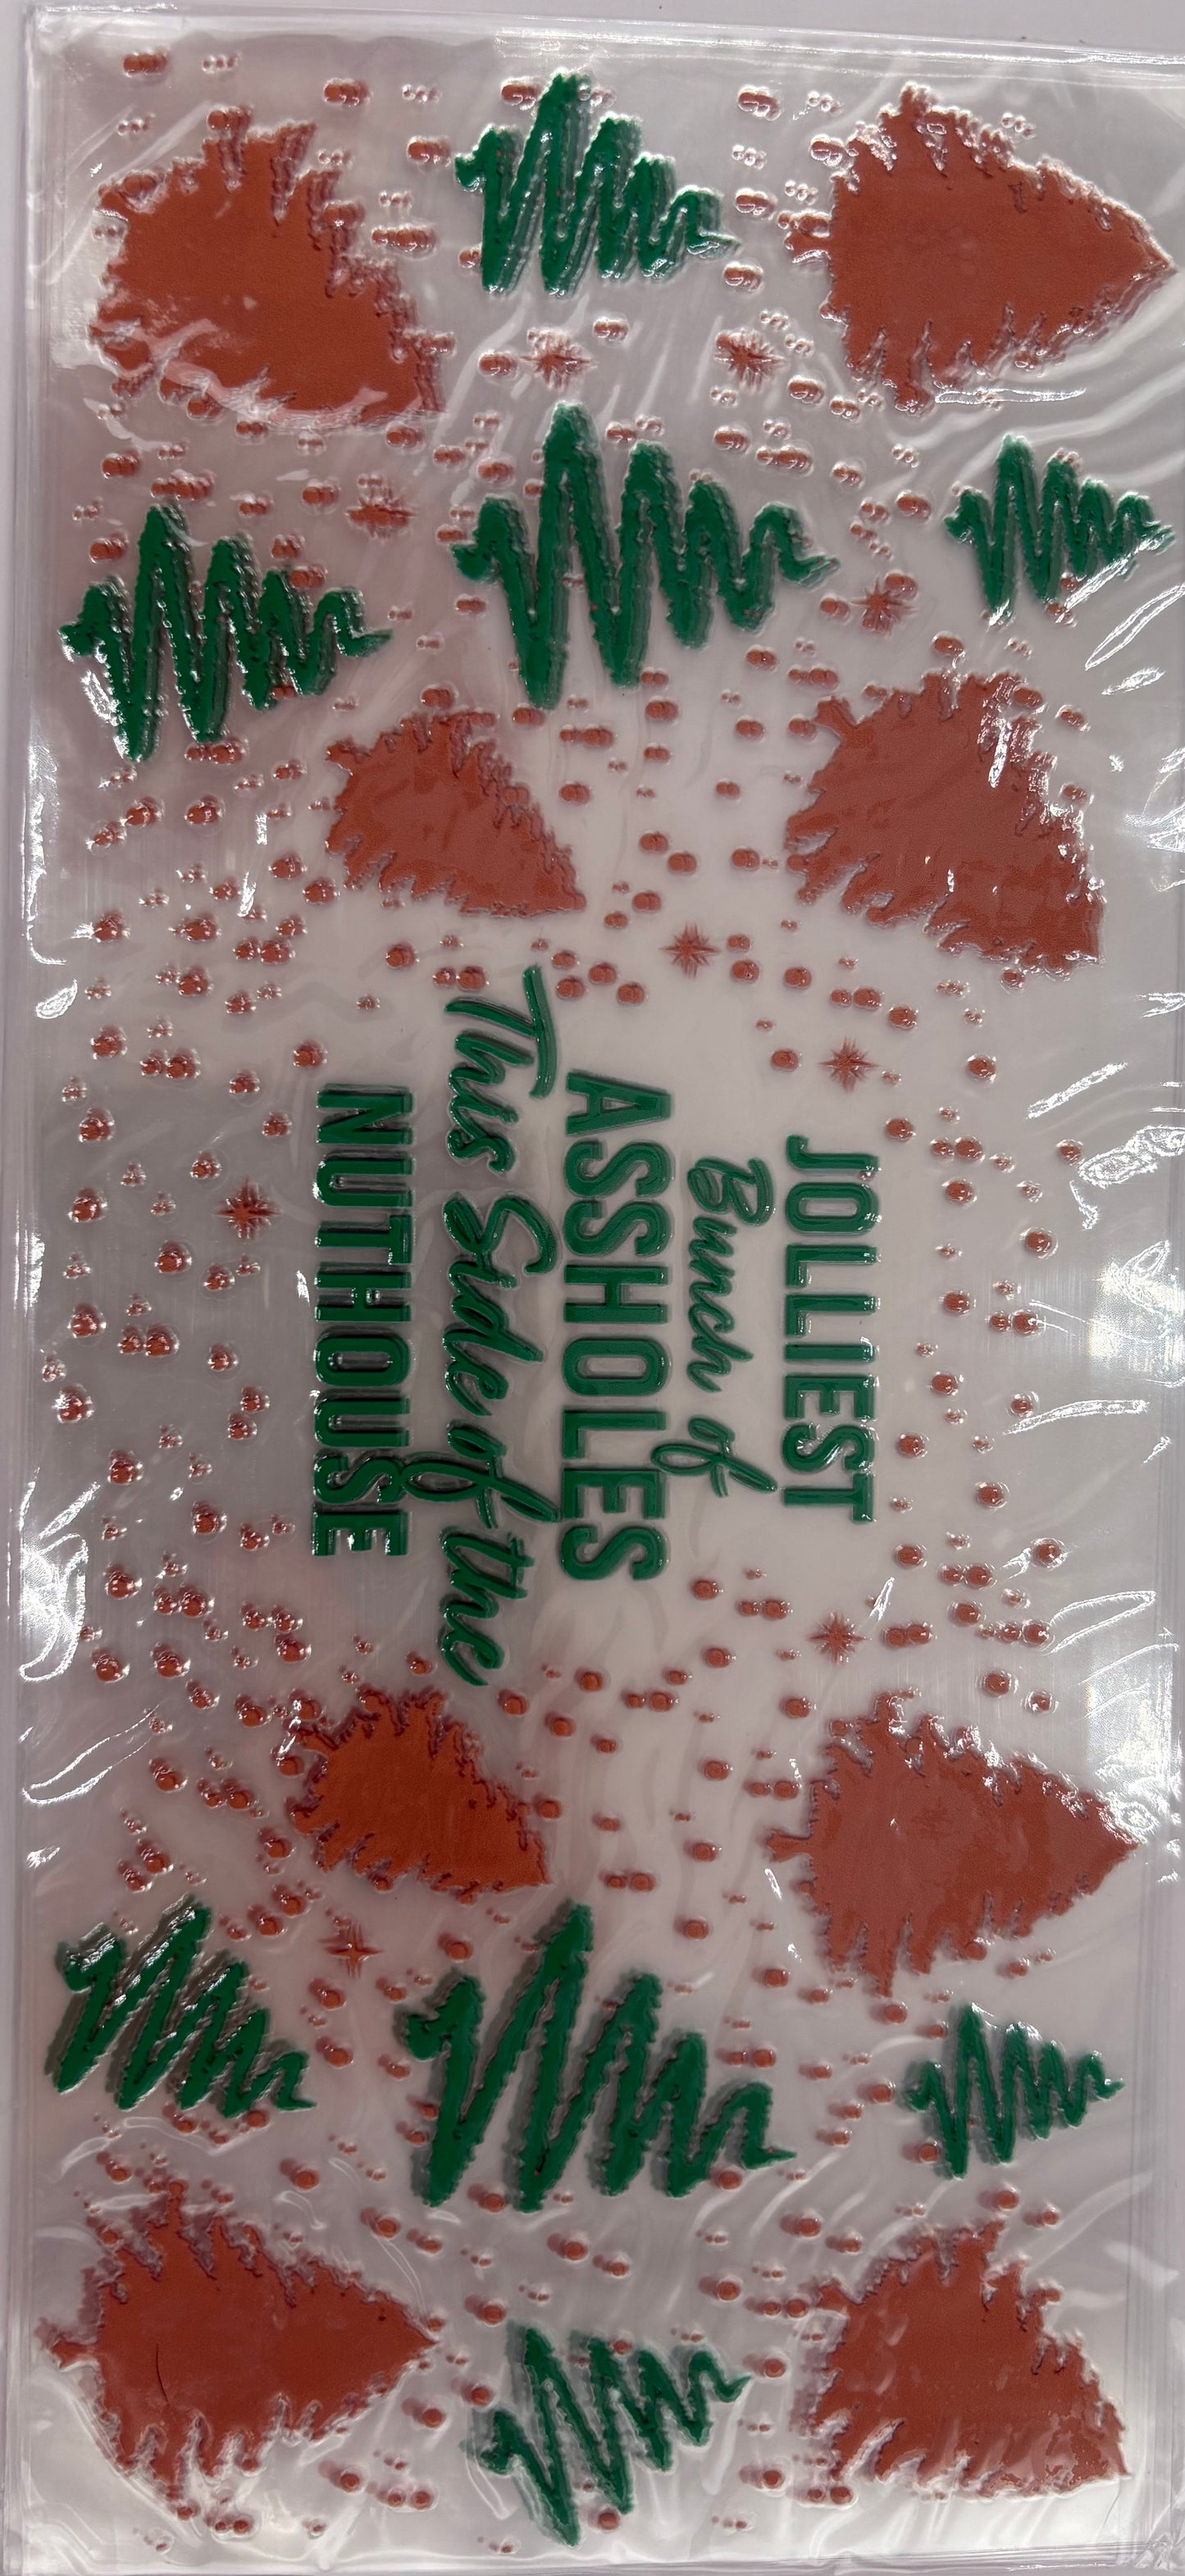 JOLLIEST
Bunch of
ASSHOLES
This Side of the
NUTHOUSE